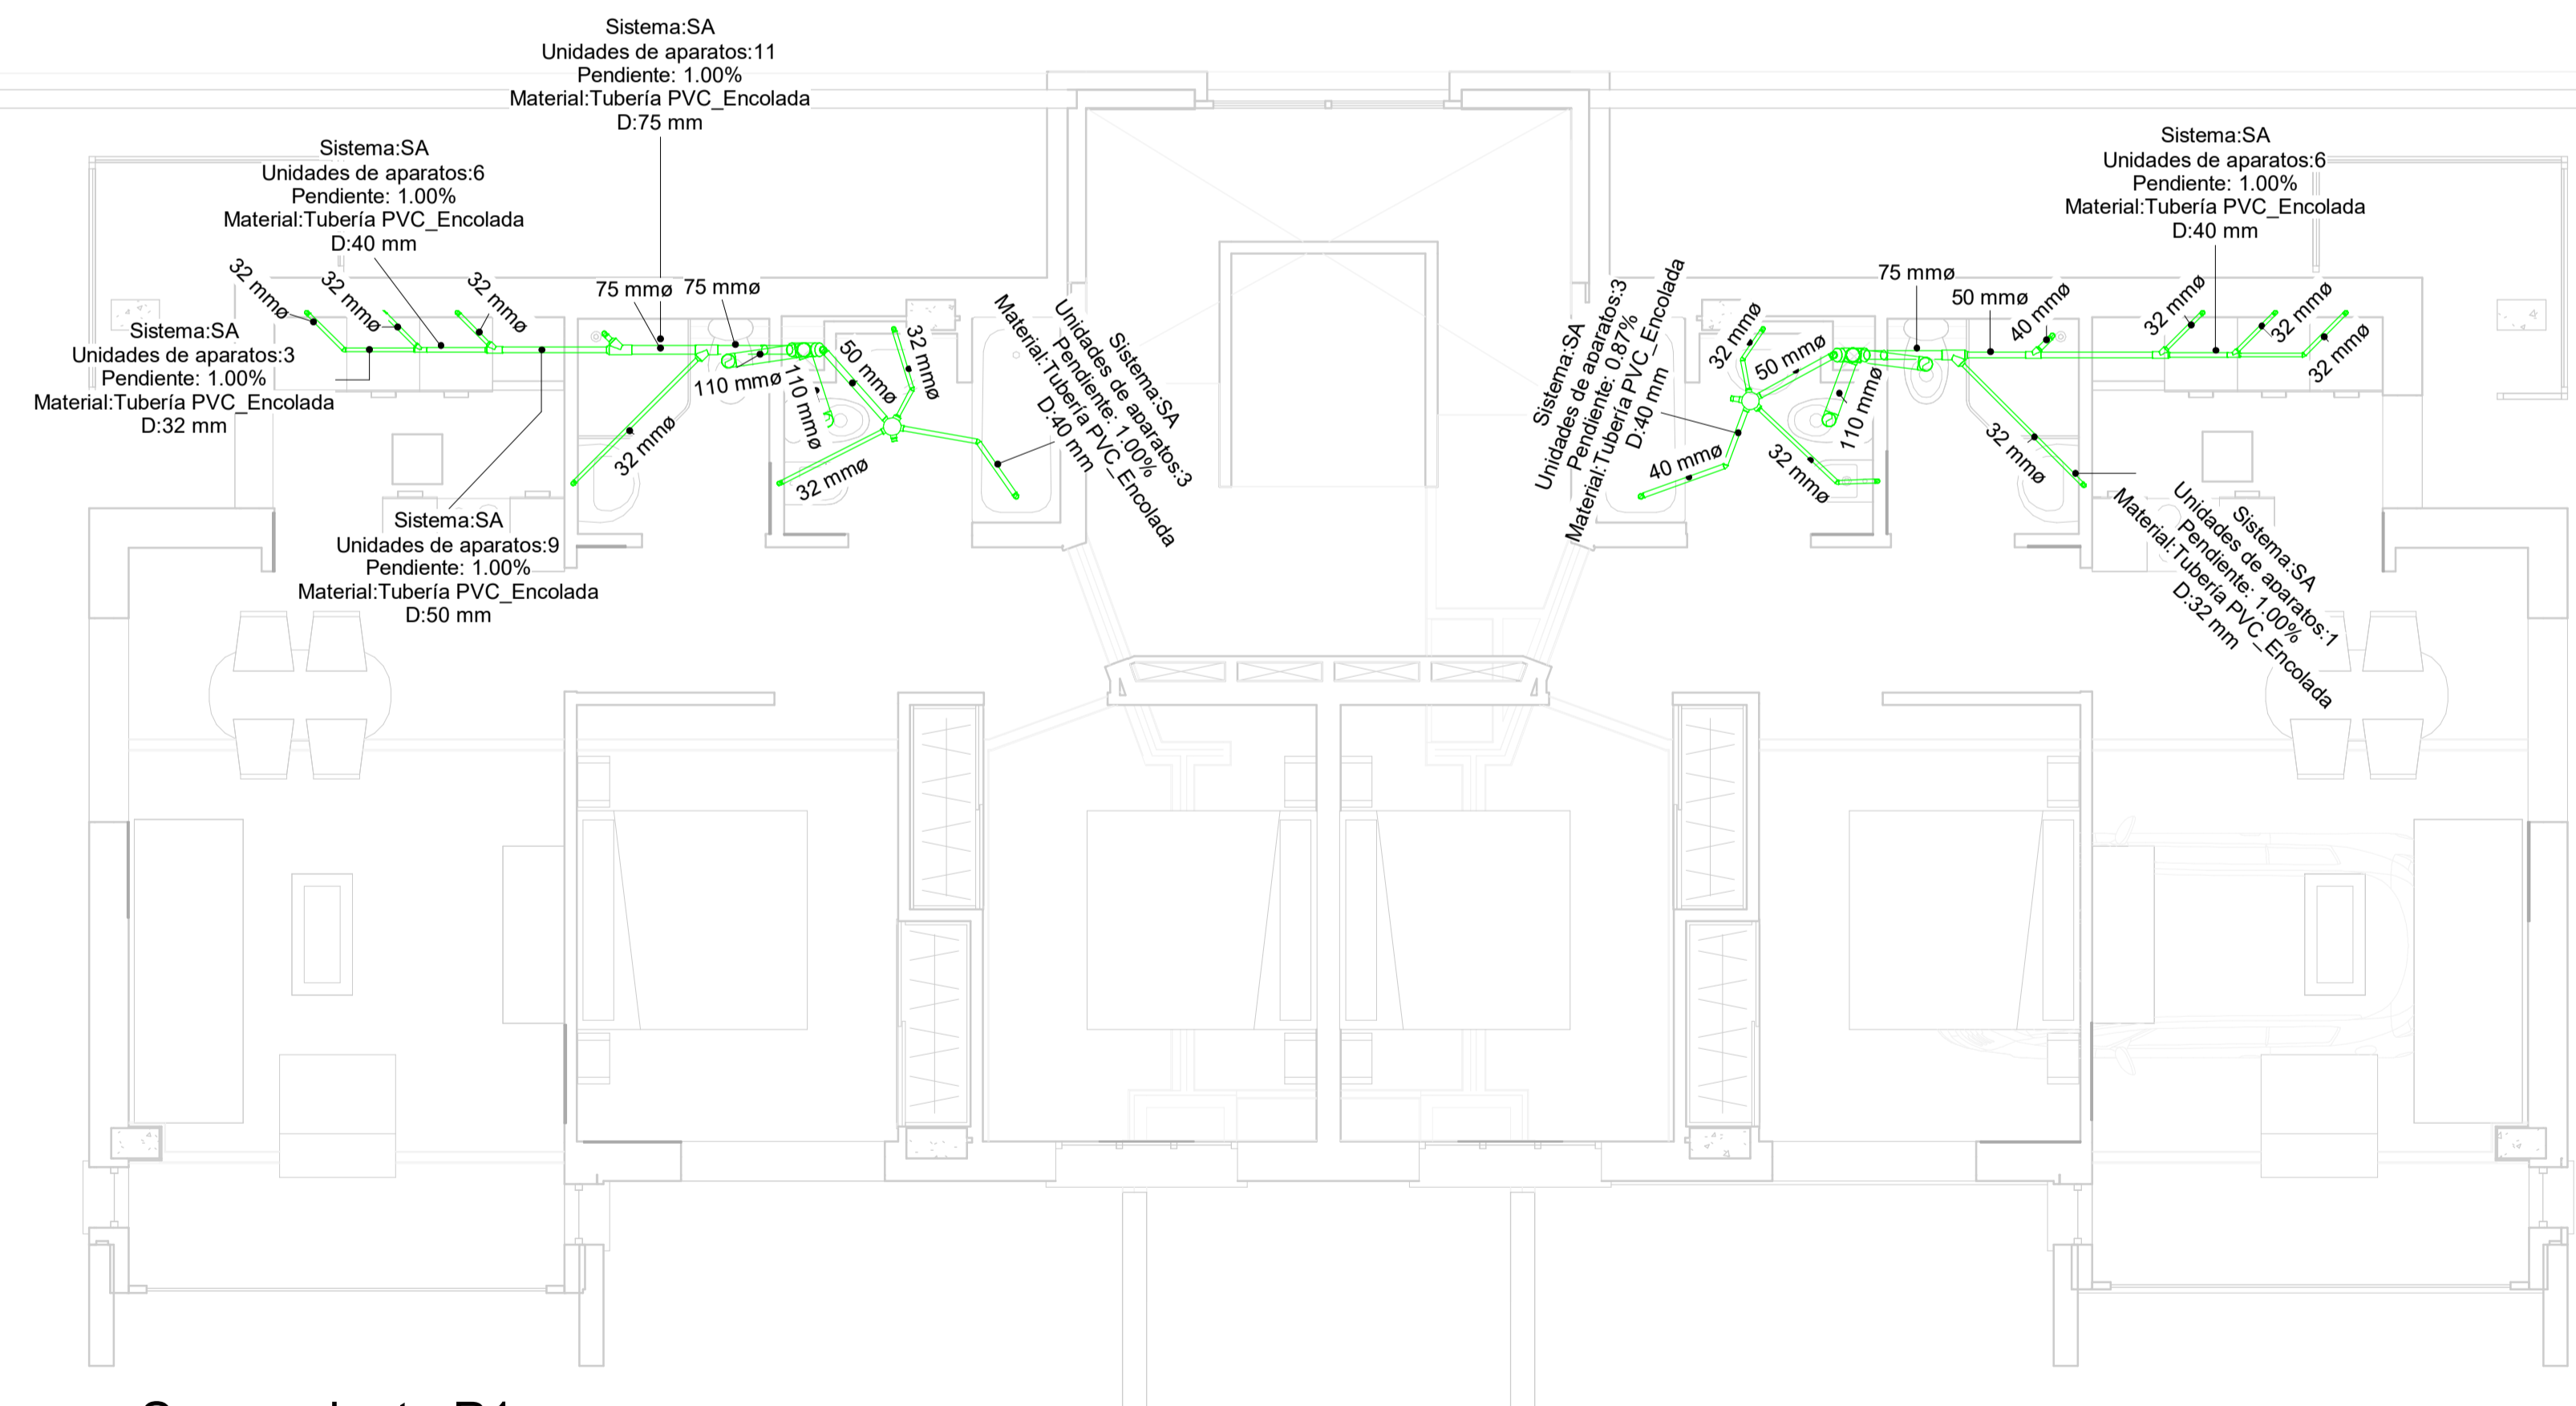 Sistema:SA
Unidades de aparatos:11
Pendiente: 1.00%
Material:Tubería PVC_Encolada
D:75 mm
Sistema:SA
Unidades de aparatos:6
Pendiente: 1.00%
Material:Tubería PVC_Encolada
D:40 mm
Sistema:SA
Unidades de aparatos:6
Pendiente: 1.00%
Material:Tubería PVC_Encolada
D:40 mm
32 mmø
32 mmø
32 mmø
75 mmø
75 mmø
Sistema:SA
Unidades de aparatos:3
Pendiente: 1.00%
Material:Tubería PVC_Encolada
D:32 mm
32 mmø
110 mmø
110 mmø
50 mmø
32 mmø
32 mmø
Sistema:SA
Unidades de aparatos:3
Pendiente: 1.00%
Material:Tubería PVC_Encolada
D:40 mm
Sistema:SA
Unidades de aparatos:9
Pendiente: 1.00%
Material:Tubería PVC_Encolada
D:50 mm
Sistema:SA
Unidades de aparatos:3
Pendiente: 0.87%
Material:Tubería PVC_Encolada
D:40 mm
32 mmø
50 mmø
75 mmø
50 mmø
40 mmø
32 mmø
32 mmø
32 mmø
40 mmø
32 mmø
110 mmø
32 mmø
Sistema:SA
Unidades de aparatos:1
Pendiente: 1.00%
Material:Tubería PVC_Encolada
D:32 mm